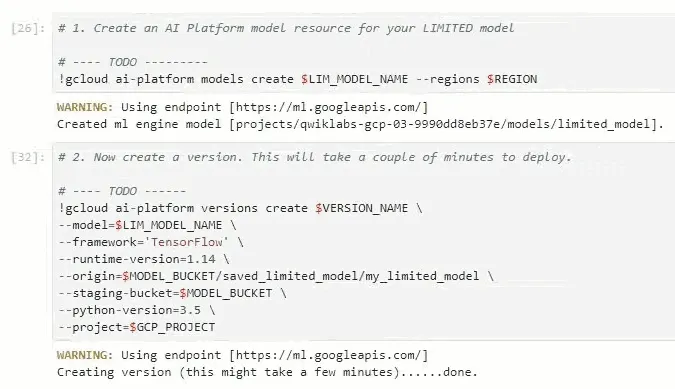 [26]: # 1. Create an AI Platform model resource for your LIMITED model
# ---- TODO ---------
!gcloud ai-platform models create $LIM_MODEL_NAME --regions $REGION
WARNING: Using endpoint [https://ml.googleapis.com/]
Created ml engine model [projects/qwiklabs-gcp-03-9990dd8eb37e/models/limited_model].
[32]: # 2. Now create a version. This will take a couple of minutes to deploy.
# ---- TODO ------
!gcloud ai-platform versions create $VERSION_NAME \
--model=$LIM_MODEL_NAME \
--framework='TensorFlow' \
--runtime-version=1.14 \
--origin=$MODEL_BUCKET/saved_limited_model/my_limited_model \
--staging-bucket=$MODEL_BUCKET \
--python-version=3.5 \
--project=$GCP_PROJECT
WARNING: Using endpoint [https://ml.googleapis.com/]
Creating version (this might take a few minutes)......done.